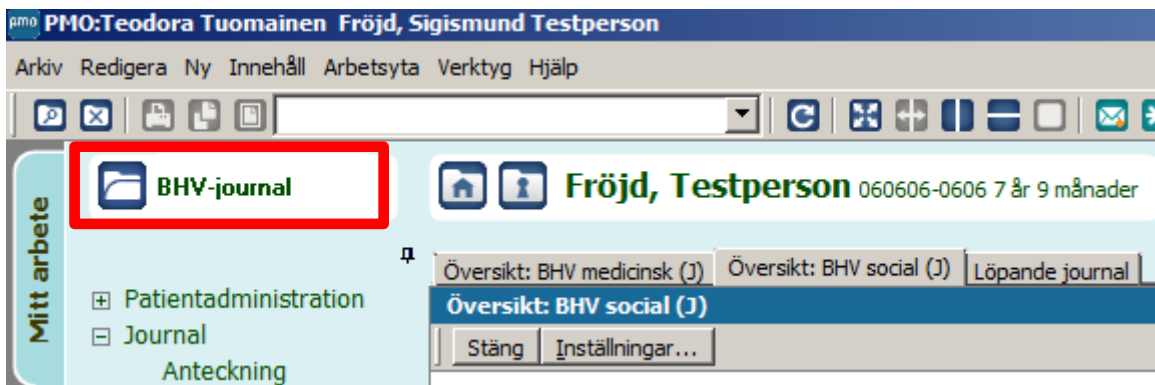 pmo PMO:Teodora Tuomainen Fröjd, Sigismund Testperson
Arkiv Redigera Ny Innehåll Arbetsyta Verktyg Hjälp
Mitt arbete
BHV-journal
Fröjd, Testperson 060606-0606 7 år 9 månader
Översikt: BHV medicinsk (J) Översikt: BHV social (J) Löpande journal
Patientadministration
Översikt: BHV social (J)
Journal
Stäng Inställningar...
Anteckning